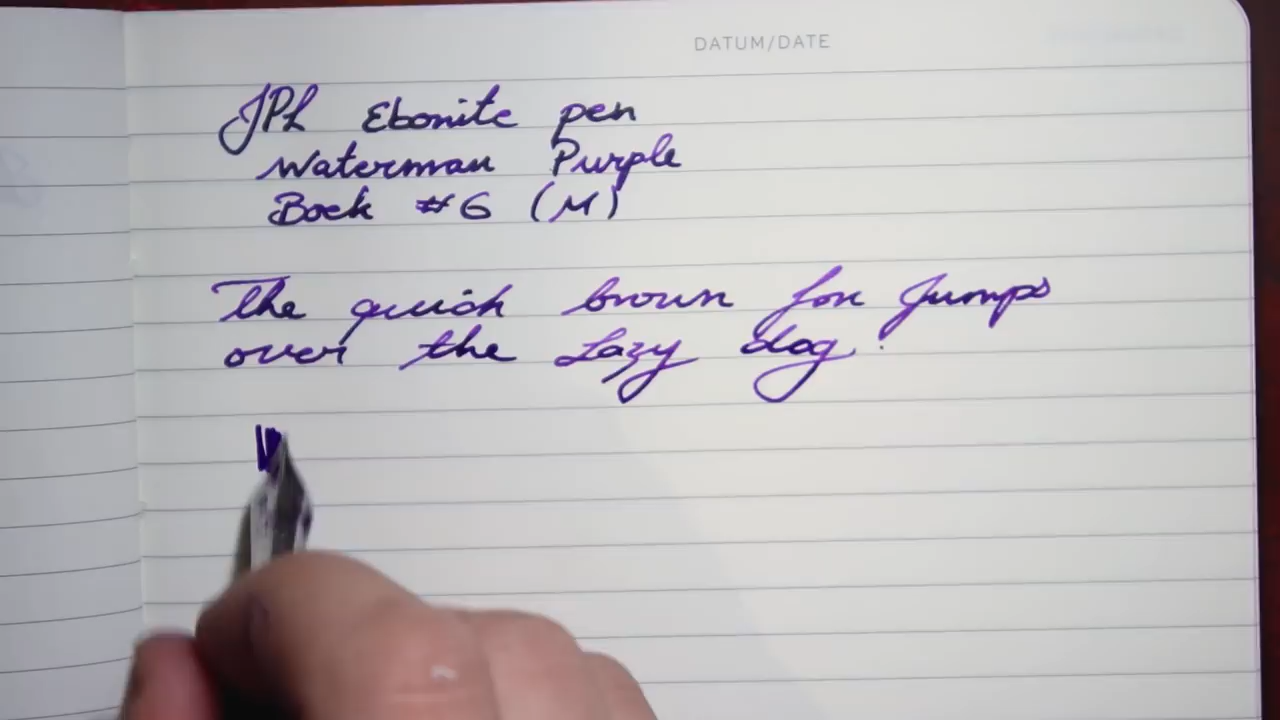 DATUM/DATE
JPL Ebonite pen
Waterman Purple
Bock #6 (M)
The quick brown fox jumps
over the lazy dog.